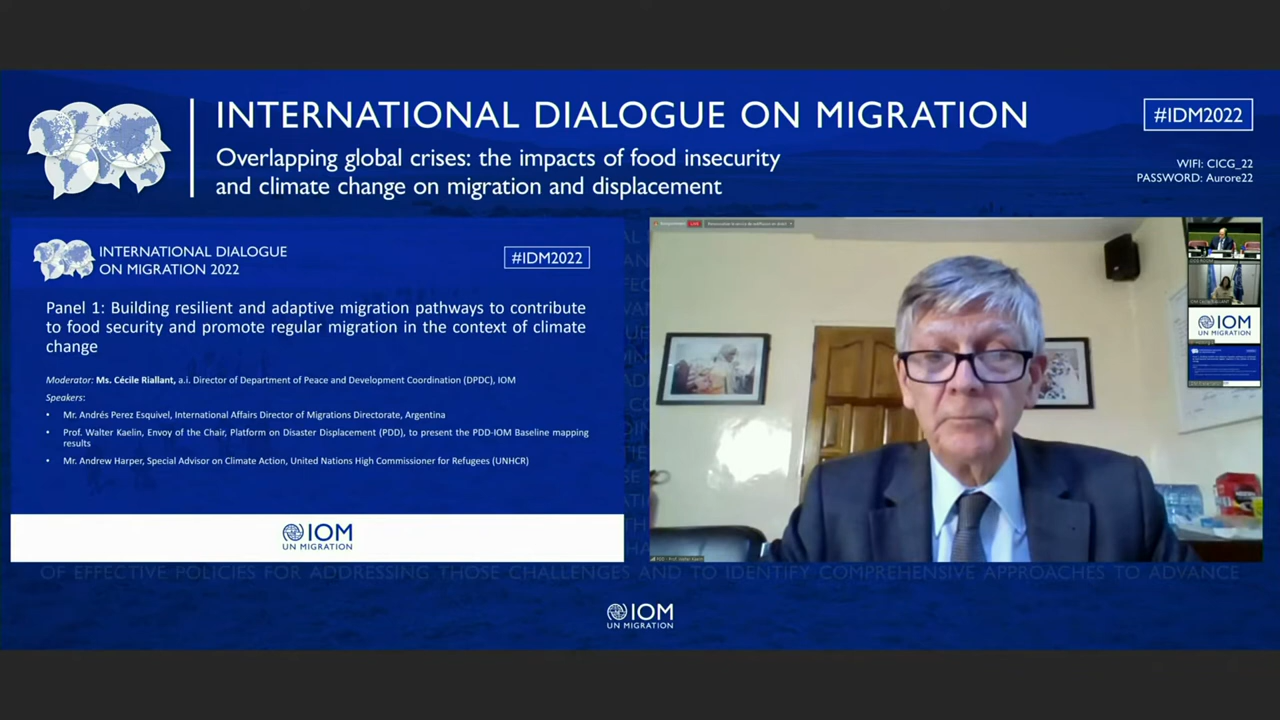 INTERNATIONAL DIALOGUE ON MIGRATION
Overlapping global crises: the impacts of food insecurity
and climate change on migration and displacement
#IDM2022
WIFI: CICG_22
PASSWORD: Aurore22
INTERNATIONAL DIALOGUE
ON MIGRATION 2022
#IDM2022
Panel 1: Building resilient and adaptive migration pathways to contribute
to food security and promote regular migration in the context of climate
change
Moderator: Ms. Cécile Riallant, a.i. Director of Department of Peace and Development Coordination (DPDC), IOM
Speakers:
• Mr. Andrés Perez Esquivel, International Affairs Director of Migrations Directorate, Argentina
• Prof. Walter Kaelin, Envoy of the Chair, Platform on Disaster Displacement (PDD), to present the PDD-IOM Baseline mapping
results
• Mr. Andrew Harper, Special Advisor on Climate Action, United Nations High Commissioner for Refugees (UNHCR)
IOM
UN MIGRATION
LIVE
IOM
UN MIGRATION
PDD | Prof. Walter Kaelin
OF EFFECTIVE POLICIES FOR ADDRESSING THOSE CHALLENGES AND TO IDENTIFY COMPREHENSIVE APPROACHES TO ADVANCE
IOM
UN MIGRATION